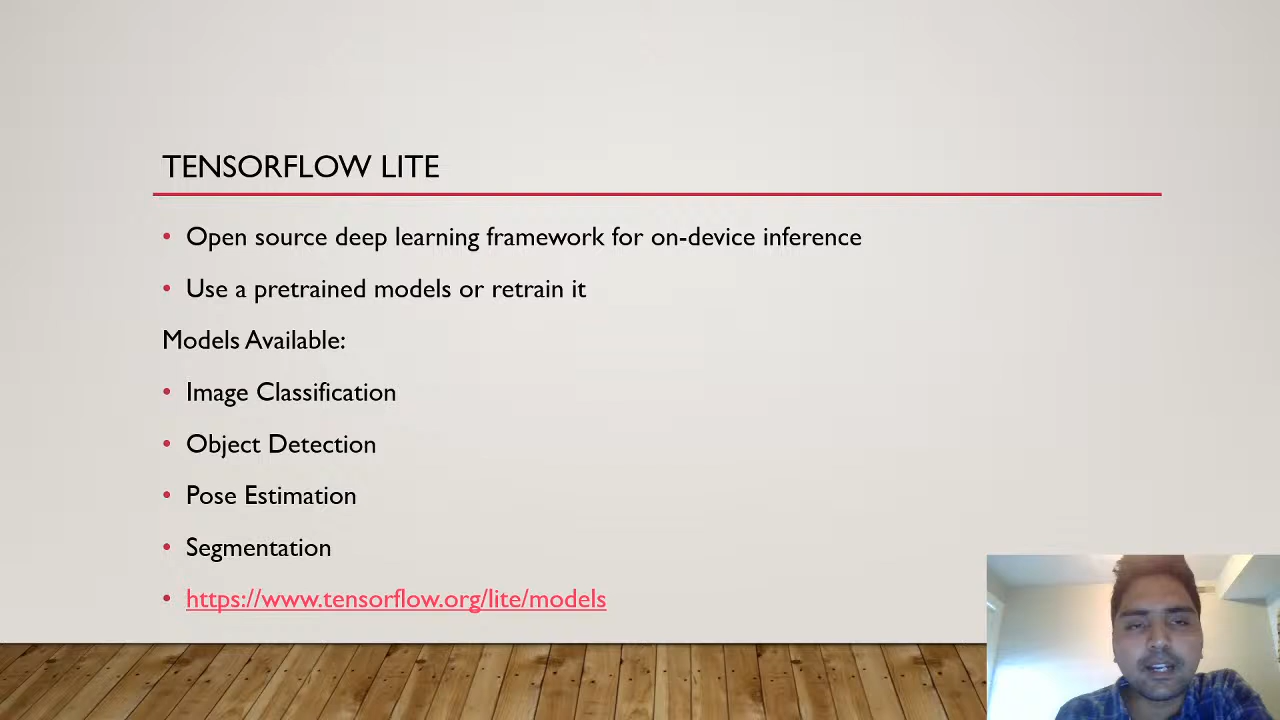 TENSORFLOW LITE
• Open source deep learning framework for on-device inference
• Use a pretrained models or retrain it
Models Available:
• Image Classification
• Object Detection
• Pose Estimation
• Segmentation
• https://www.tensorflow.org/lite/models